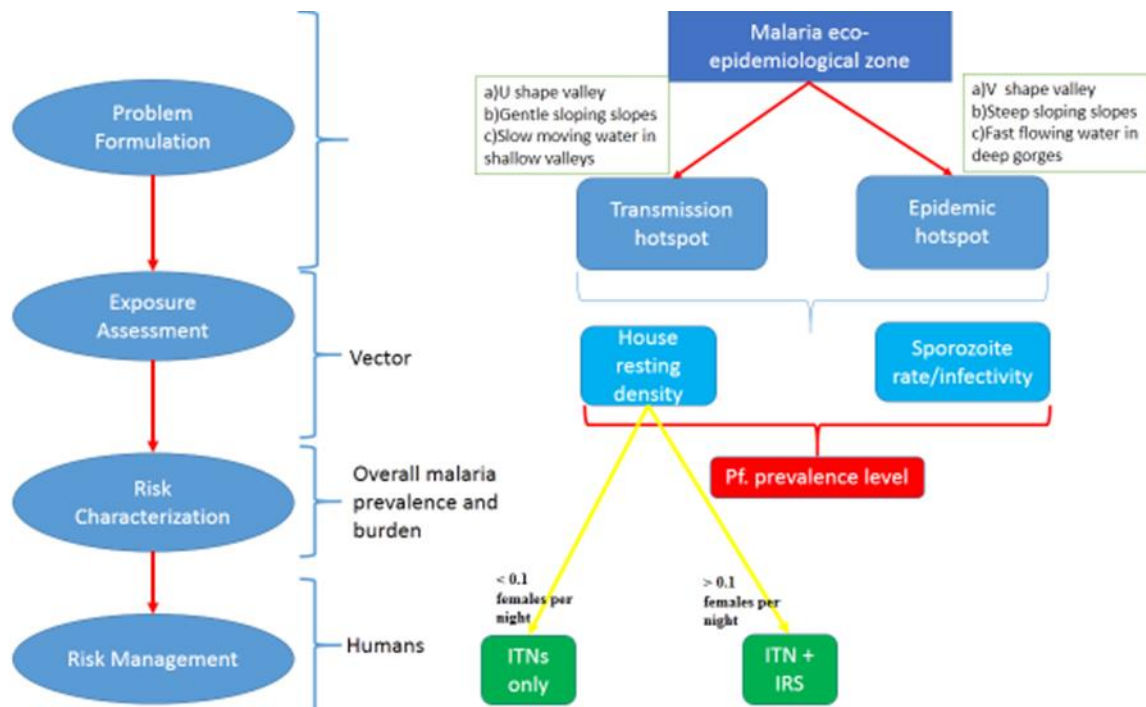 Problem
Formulation
Exposure
Assessment
Risk
Characterization
Risk Management
Vector
Overall malaria
prevalence and
burden
Humans
Malaria eco-
epidemiological zone
a)U shape valley
b)Gentle sloping slopes
c)Slow moving water in
shallow valleys
a)V shape valley
b)Steep sloping slopes
c)Fast flowing water in
deep gorges
Transmission
hotspot
Epidemic
hotspot
House
resting
density
Sporozoite
rate/infectivity
Pf. prevalence level
< 0.1
females per
night
> 0.1
females per
night
ITNs
only
ITN +
IRS